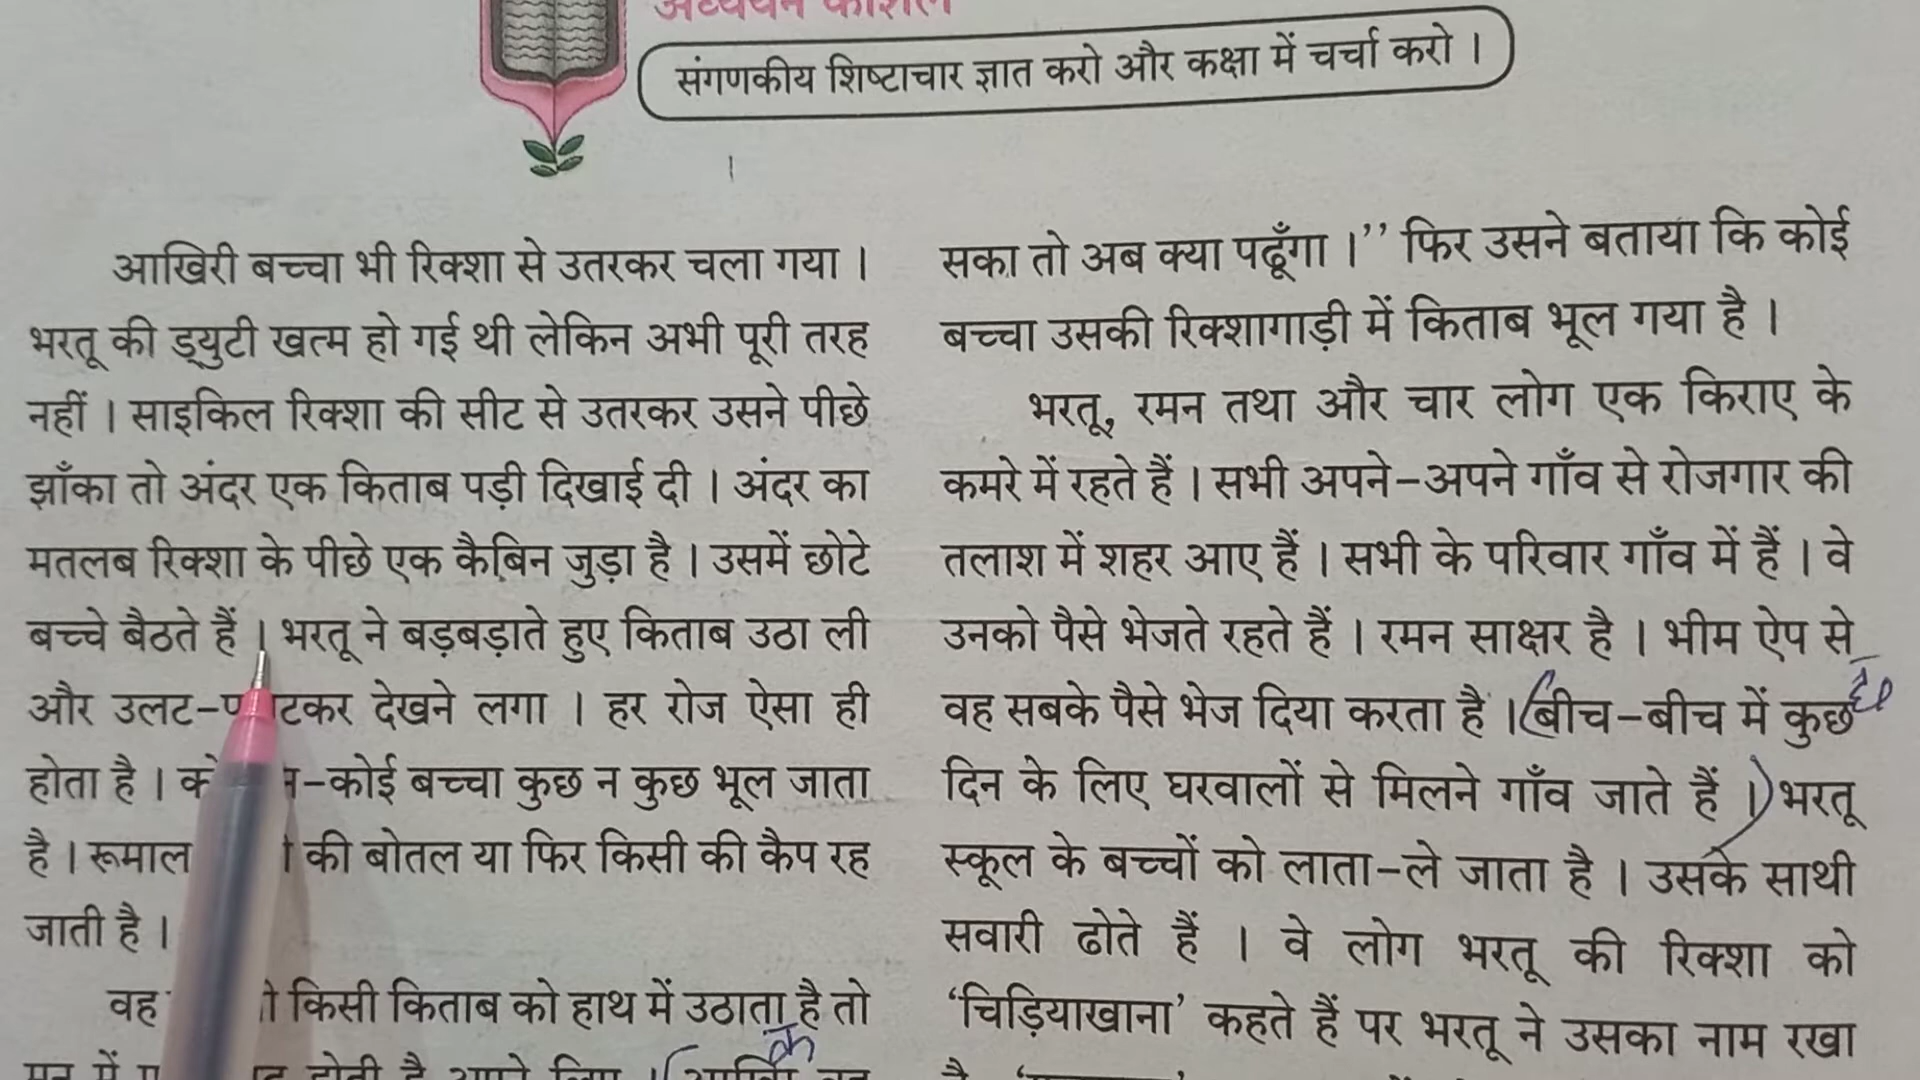 अध्ययन कौशल
संगणकीय शिष्टाचार ज्ञात करो और कक्षा में चर्चा करो ।
आखिरी बच्चा भी रिक्शा से उतरकर चला गया ।
भरतू की ड्युटी खत्म हो गई थी लेकिन अभी पूरी तरह
नहीं । साइकिल रिक्शा की सीट से उतरकर उसने पीछे
झाँका तो अंदर एक किताब पड़ी दिखाई दी । अंदर का
मतलब रिक्शा के पीछे एक कैबिन जुड़ा है । उसमें छोटे
बच्चे बैठते हैं । भरतू ने बड़बड़ाते हुए किताब उठा ली
और देखने लगा । हर रोज ऐसा ही
होता है । बच्चा कुछ न कुछ भूल जाता
है । रूमाल की बोतल या फिर किसी की कैप रह
जाती है ।
वह किसी किताब को हाथ में उठाता है तो
मन में होती है
सका तो अब क्या पढ़ूँगा ।’’ फिर उसने बताया कि कोई
बच्चा उसकी रिक्शागाड़ी में किताब भूल गया है ।
भरतू, रमन तथा और चार लोग एक किराए के
कमरे में रहते हैं । सभी अपने-अपने गाँव से रोजगार की
तलाश में शहर आए हैं । सभी के परिवार गाँव में हैं । वे
उनको पैसे भेजते रहते हैं । रमन साक्षर है । भीम ऐप से
वह सबके पैसे भेज दिया करता है । (बीच-बीच में कुछ
दिन के लिए घरवालों से मिलने गाँव जाते हैं ।) भरतू
स्कूल के बच्चों को लाता-ले जाता है । उसके साथी
सवारी ढोते हैं । वे लोग भरतू की रिक्शा को
‘चिड़ियाखाना’ कहते हैं पर भरतू ने उसका नाम रखा